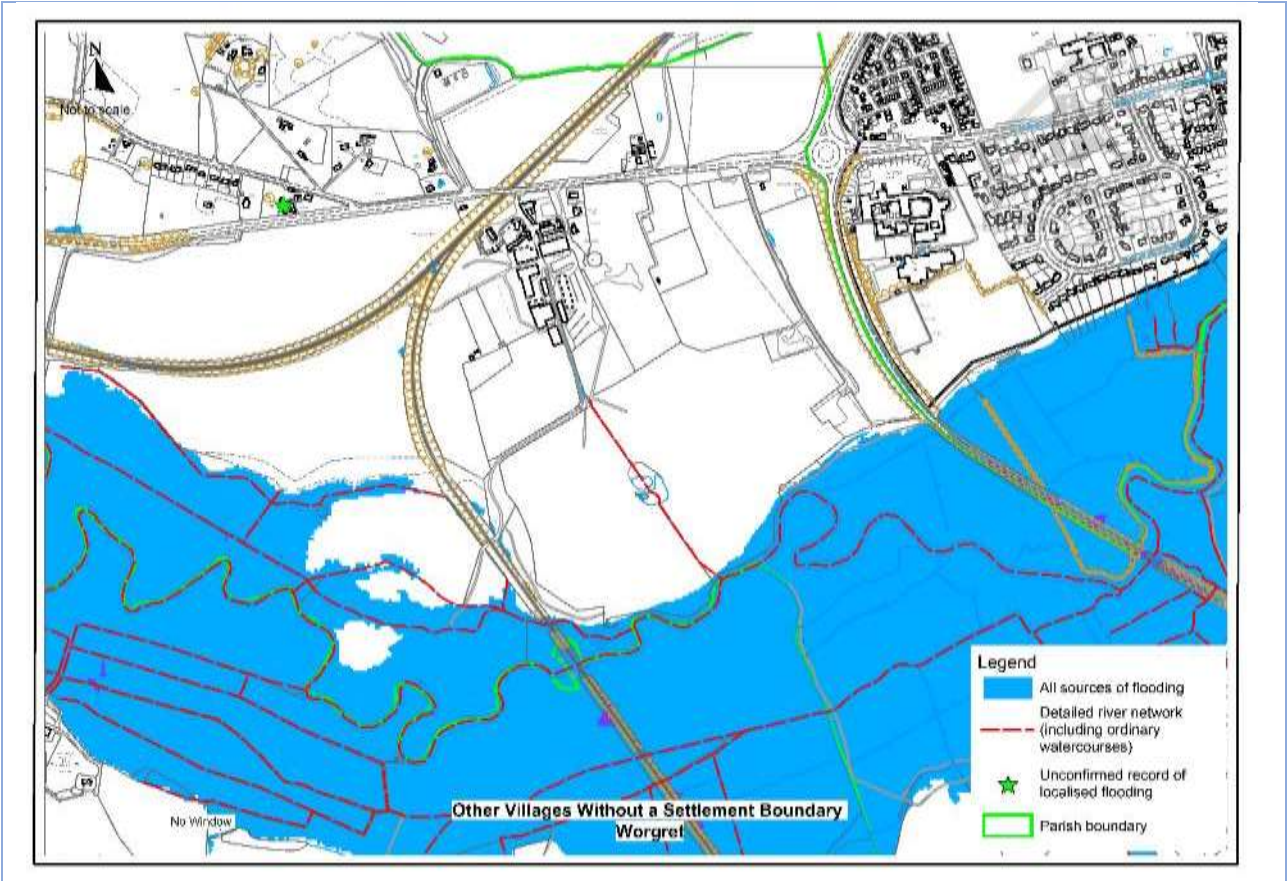 N
Not to scale
Legend
All sources of flooding
Detailed river network
(including ordinary
watercourses)
Unconfirmed record of
localised flooding
Parish boundary
Other Villages Without a Settlement Boundary
Worgret
No Window